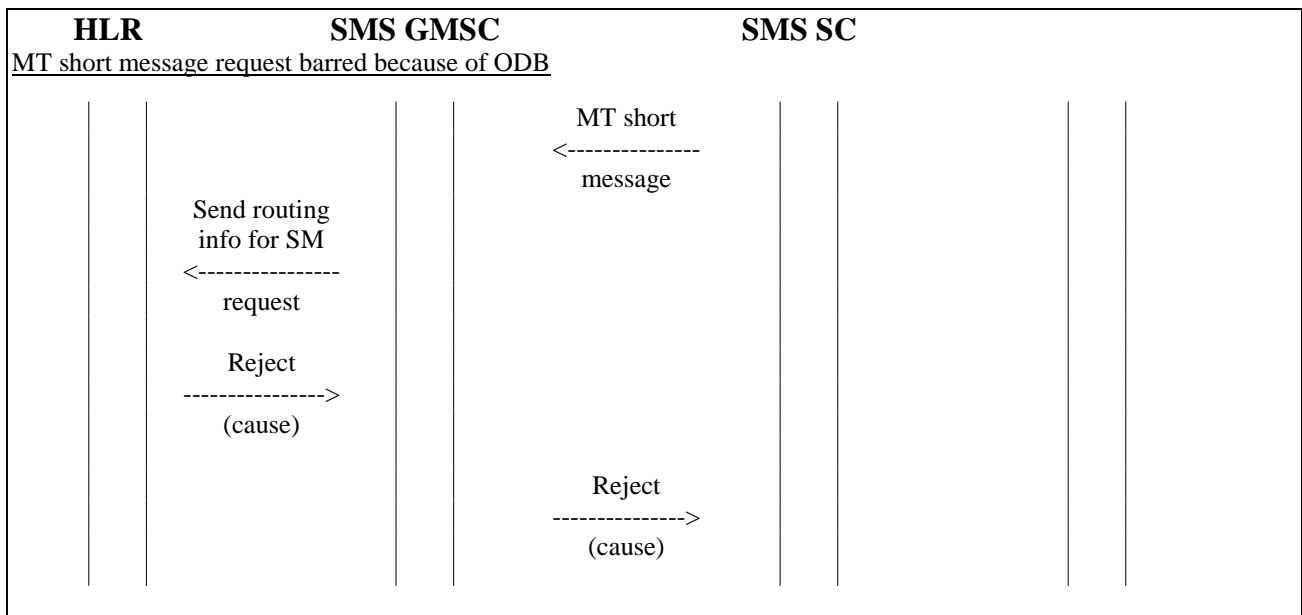 HLR SMS GMSC SMS SC
MT short message request barred because of ODB
MT short
<---------------
message
Send routing
info for SM
<----------------
request
Reject
---------------->
(cause)
Reject
--------------->
(cause)